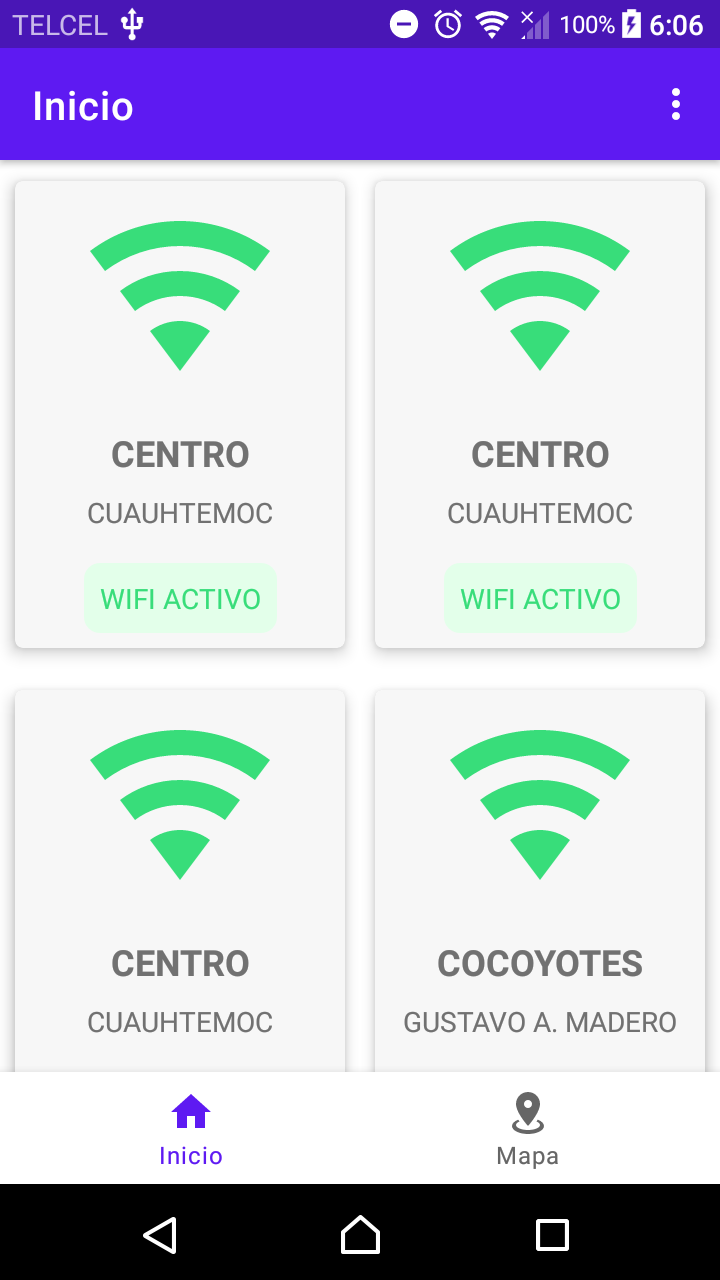 TELCEL 100% 6:06
Inicio
CENTRO
CUAUHTEMOC
WIFI ACTIVO
CENTRO
CUAUHTEMOC
WIFI ACTIVO
CENTRO
CUAUHTEMOC
COCOYOTES
GUSTAVO A. MADERO
Inicio
Mapa